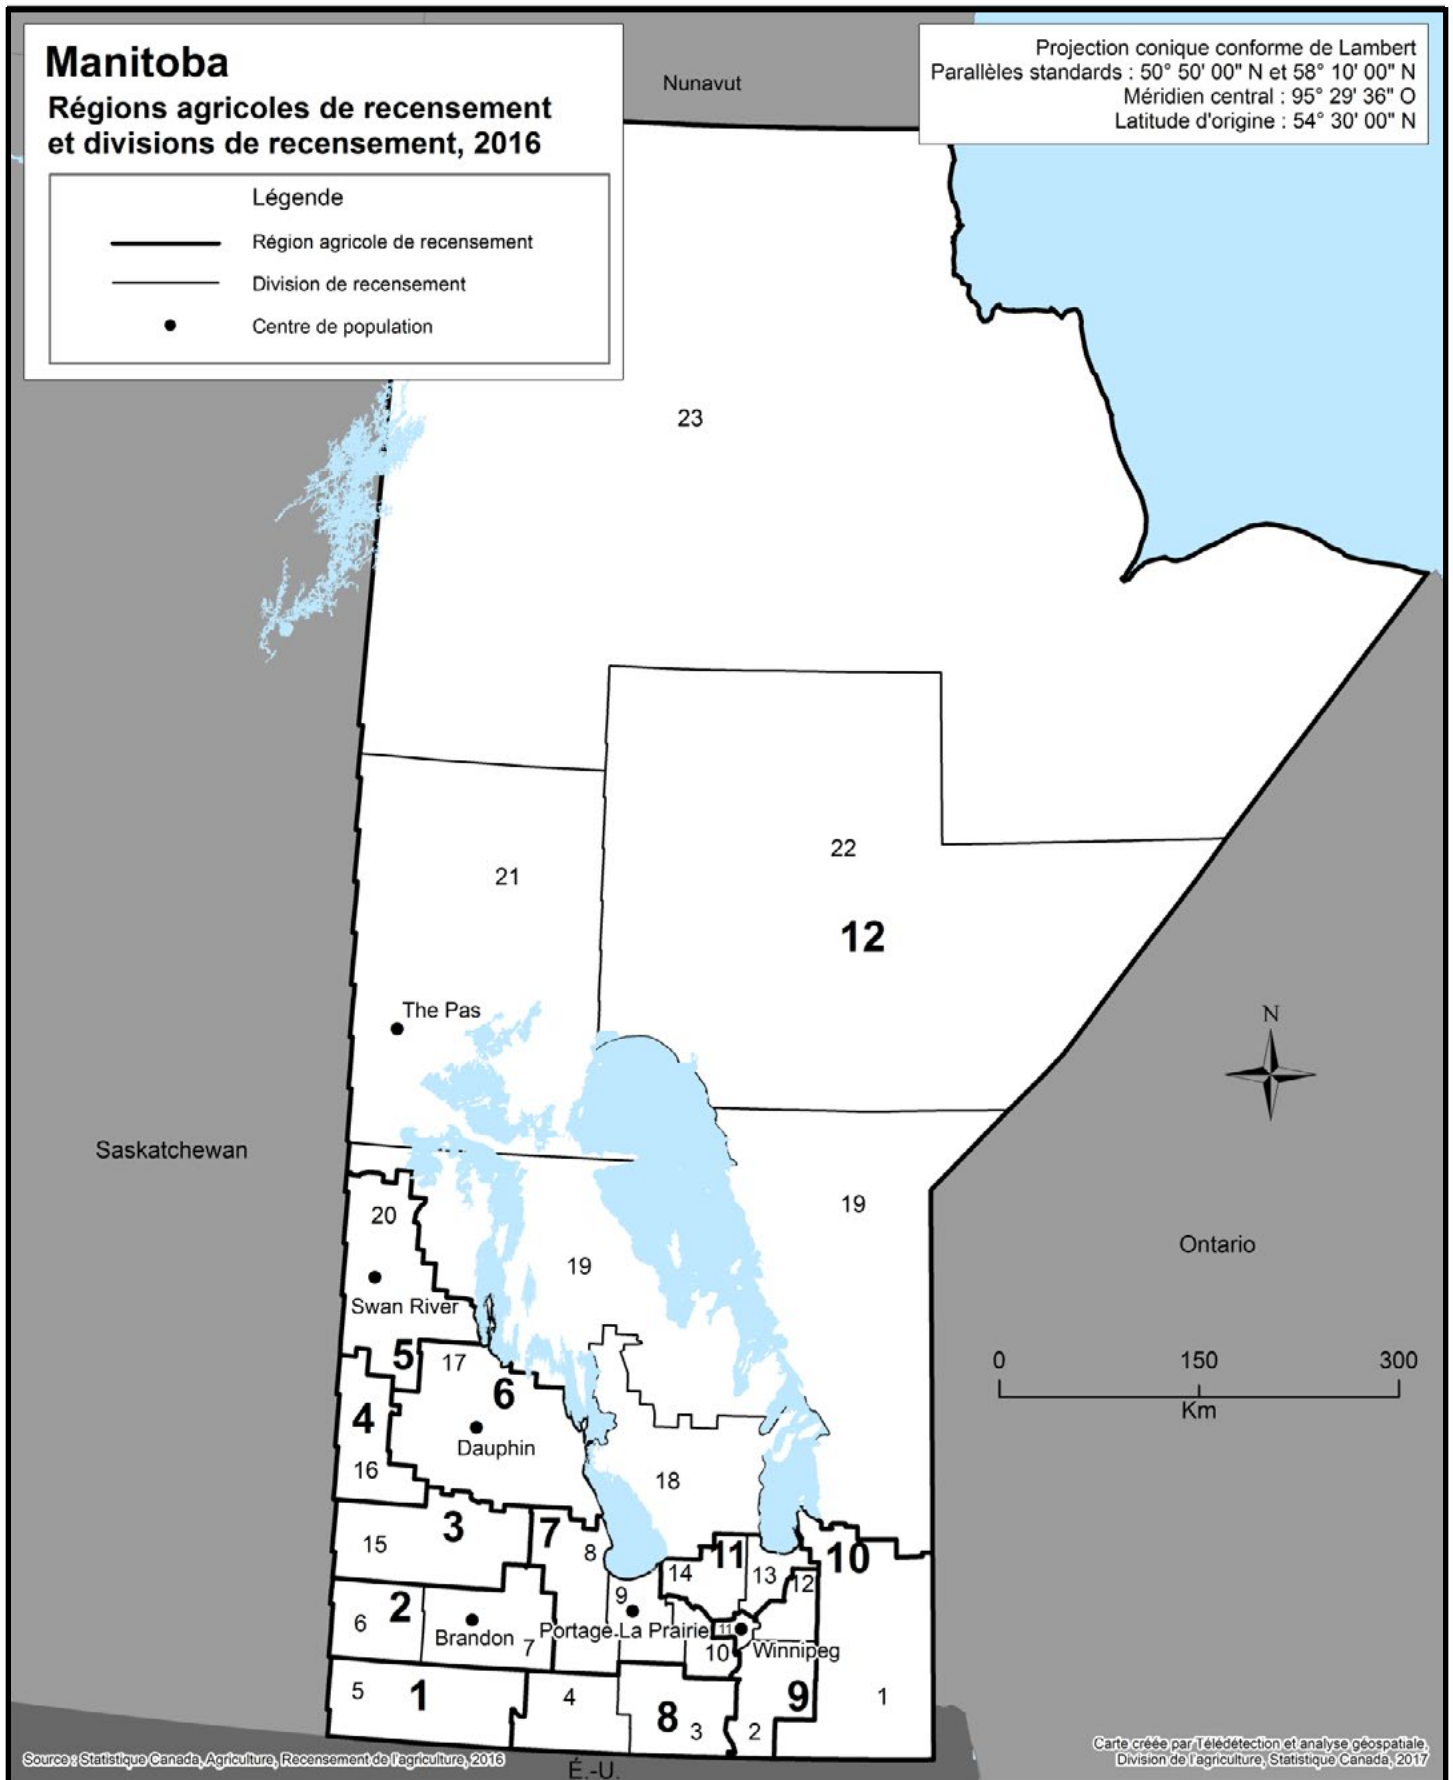 Manitoba
Régions agricoles de recensement
et divisions de recensement, 2016
Légende
Région agricole de recensement
Division de recensement
Centre de population
Nunavut
Projection conique conforme de Lambert
Parallèles standards : 50° 50' 00" N et 58° 10' 00" N
Méridien central : 95° 29' 36" O
Latitude d'origine : 54° 30' 00" N
23
22
21
12
The Pas
N
Saskatchewan
19
20
Ontario
19
Swan River
5
17
0 150 300
Km
6
4
Dauphin
16
18
3
7
15
8
11
10
14
13
12
9
2
6
Brandon
7
Portage La Prairie
11
Winnipeg
10
5
1
4
8
3
9
2
1
Source : Statistique Canada, Agriculture, Recensement de l'agriculture, 2016
É.-U.
Carte créée par Télédétection et analyse géospatiale,
Division de l'agriculture, Statistique Canada, 2017